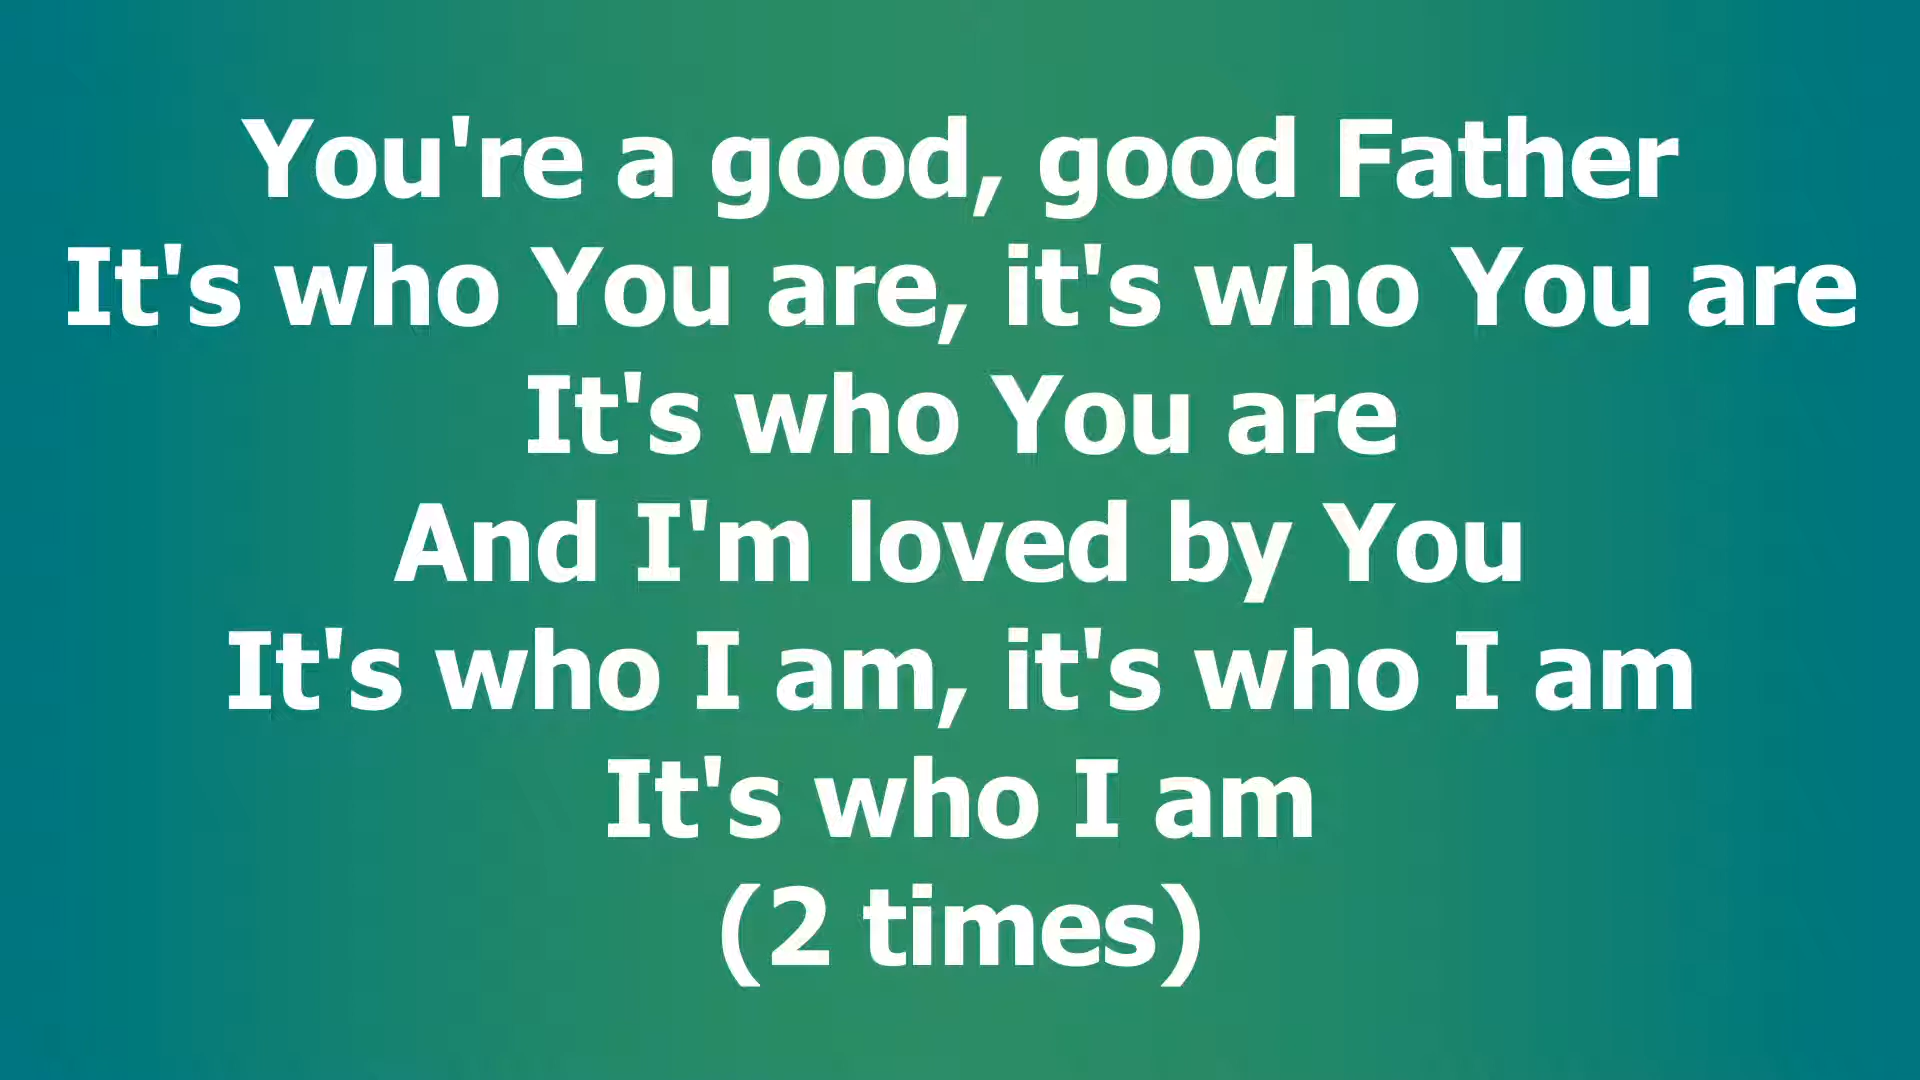 You're a good, good Father
It's who You are, it's who You are
It's who You are
And I'm loved by You
It's who I am, it's who I am
It's who I am
(2 times)